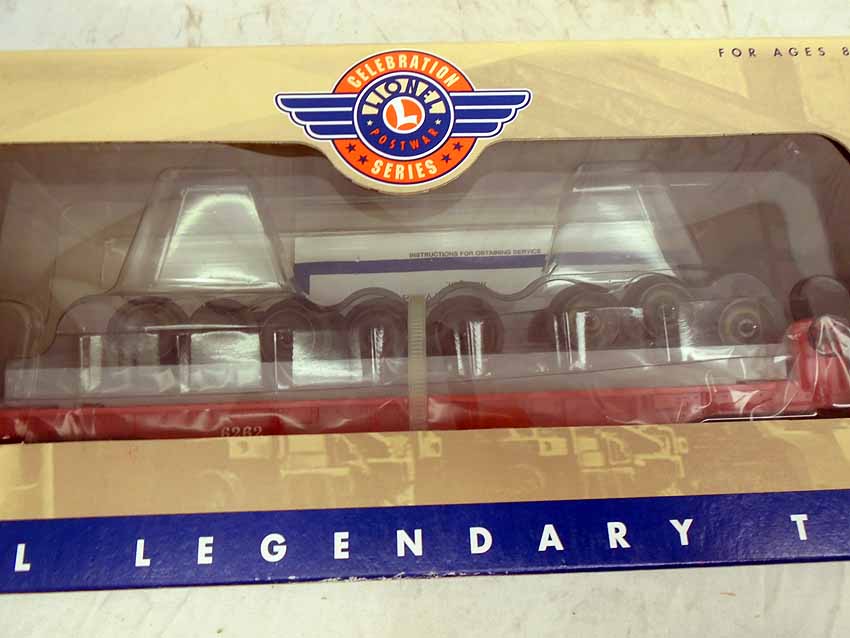 FOR AGES 8
CELEBRATION
LIONEL
L
POSTWAR
SERIES
INSTRUCTIONS FOR OBTAINING SERVICE
6262
L LEGENDARY T